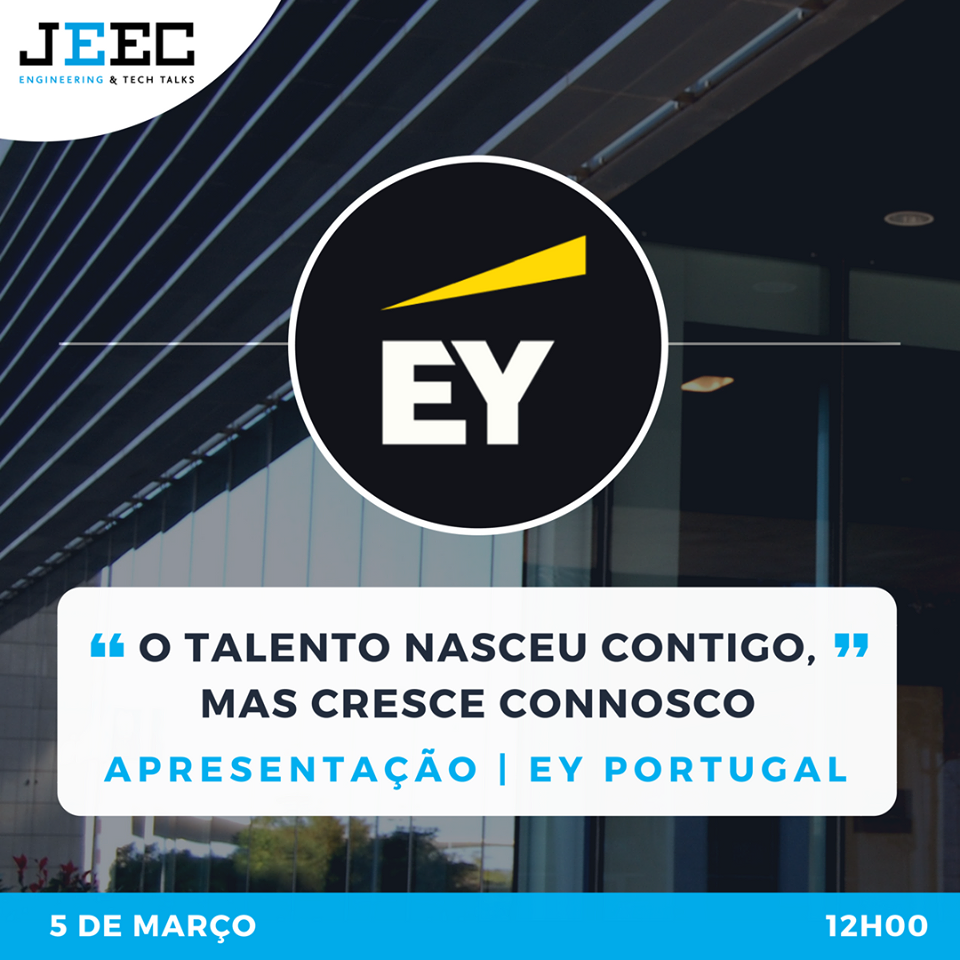 JEEC
ENGINEERING & TECH TALKS
EY
“ O TALENTO NASCEU CONTIGO, ”
MAS CRESCE CONNOSCO
APRESENTAÇÃO | EY PORTUGAL
5 DE MARÇO
12H00